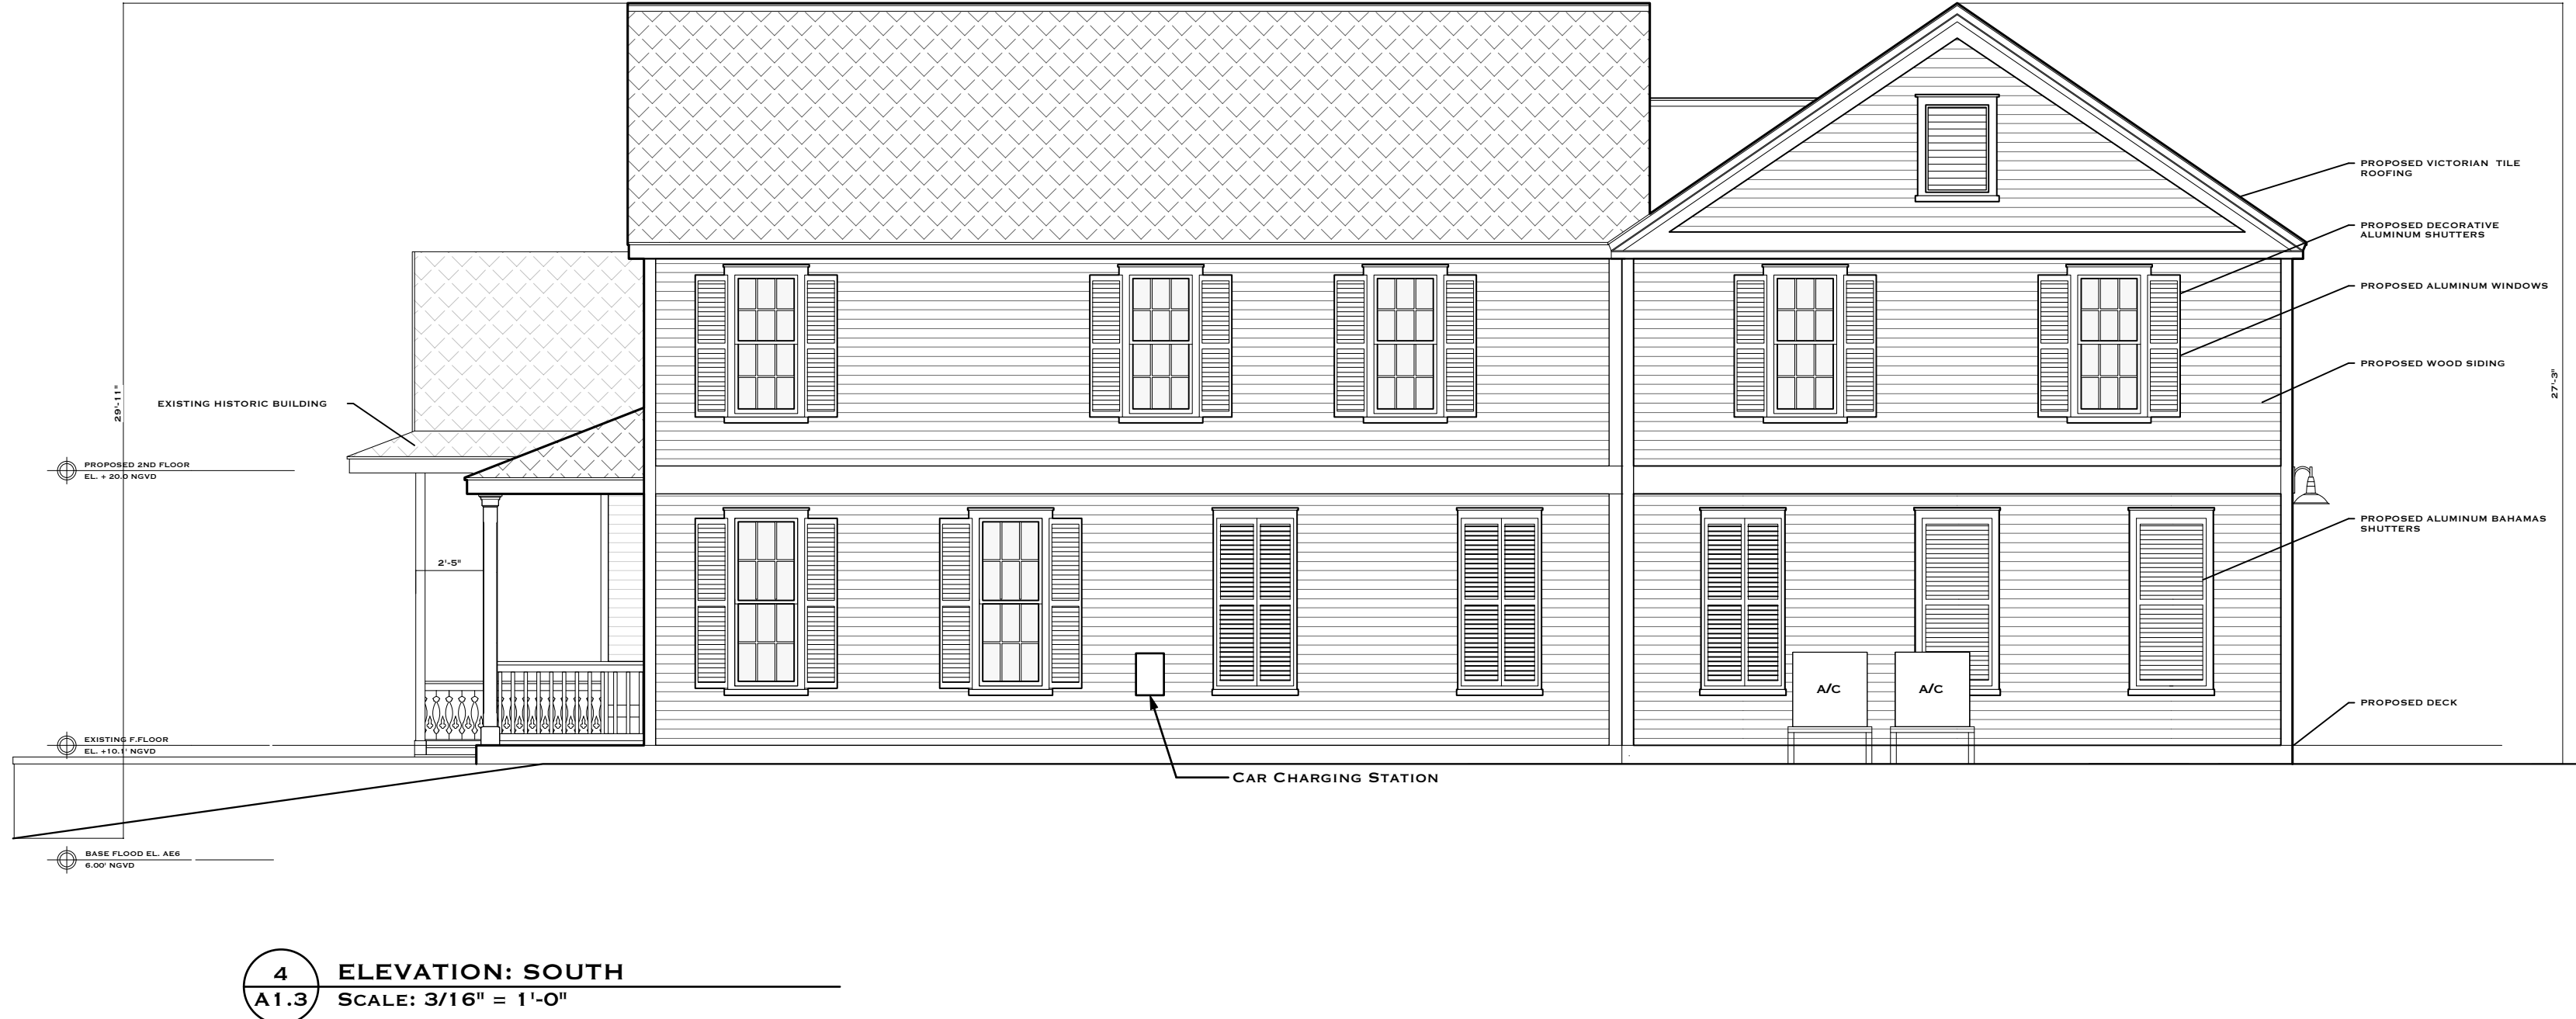 PROPOSED VICTORIAN TILE
ROOFING
PROPOSED DECORATIVE
ALUMINUM SHUTTERS
PROPOSED ALUMINUM WINDOWS
PROPOSED WOOD SIDING
27'-3"
29'-11"
EXISTING HISTORIC BUILDING
PROPOSED 2ND FLOOR
EL. + 20.0 NGVD
PROPOSED ALUMINUM BAHAMAS
SHUTTERS
2'-5"
A/C
A/C
PROPOSED DECK
EXISTING F.FLOOR
EL. +10.1' NGVD
CAR CHARGING STATION
BASE FLOOD EL. AE6
6.00' NGVD
4
ELEVATION: SOUTH
A1.3
SCALE: 3/16" = 1'-0"